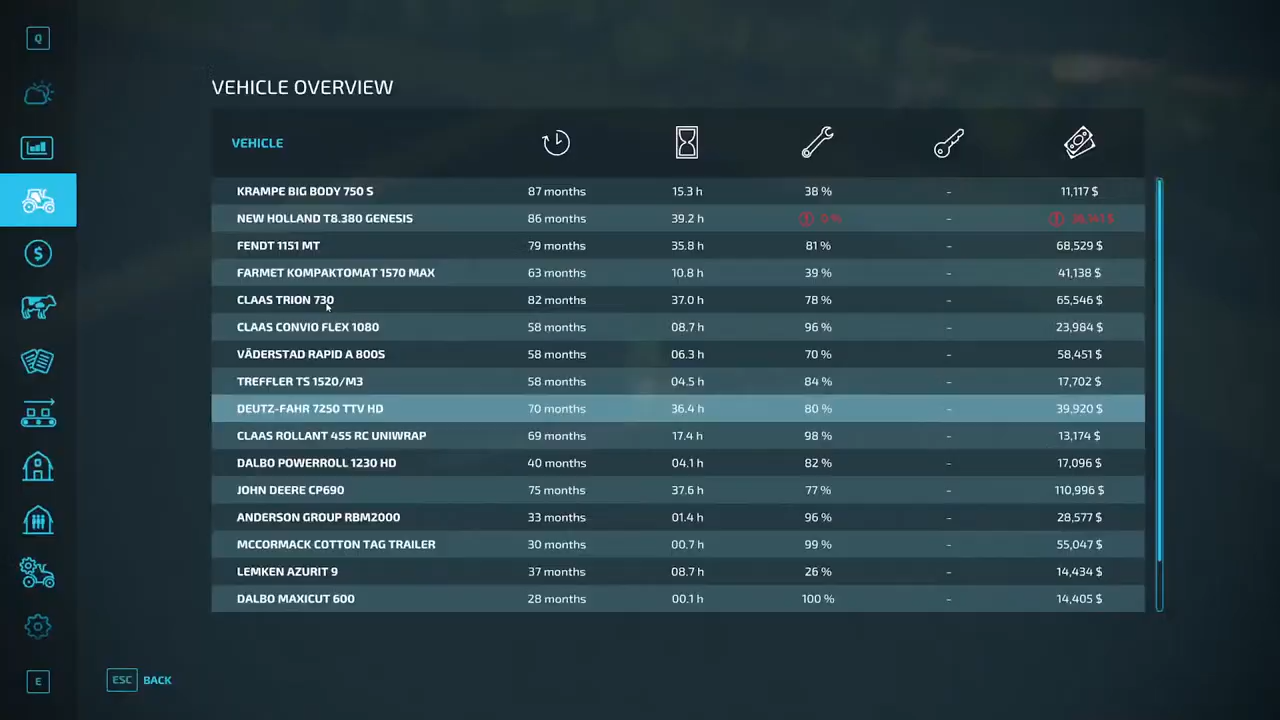 Q
VEHICLE OVERVIEW
VEHICLE
KRAMPE BIG BODY 750 S 87 months 15.3 h 38 % - 11,117 $
NEW HOLLAND T8.380 GENESIS 86 months 39.2 h 0 % - 36,141 $
FENDT 1151 MT 79 months 35.8 h 81 % - 68,529 $
FARMET KOMPAKTOMAT 1570 MAX 63 months 10.8 h 39 % - 41,138 $
CLAAS TRION 730 82 months 37.0 h 78 % - 65,546 $
CLAAS CONVIO FLEX 1080 58 months 08.7 h 96 % - 23,984 $
VÄDERSTAD RAPID A 800S 58 months 06.3 h 70 % - 58,451 $
TREFFLER TS 1520/M3 58 months 04.5 h 84 % - 17,702 $
DEUTZ-FAHR 7250 TTV HD 70 months 36.4 h 80 % - 39,920 $
CLAAS ROLLANT 455 RC UNIWRAP 69 months 17.4 h 98 % - 13,174 $
DALBO POWERROLL 1230 HD 40 months 04.1 h 82 % - 17,096 $
JOHN DEERE CP690 75 months 37.6 h 77 % - 110,996 $
ANDERSON GROUP RBM2000 33 months 01.4 h 96 % - 28,577 $
MCCORMACK COTTON TAG TRAILER 30 months 00.7 h 99 % - 55,047 $
LEMKEN AZURIT 9 37 months 08.7 h 26 % - 14,434 $
DALBO MAXICUT 600 28 months 00.1 h 100 % - 14,405 $
E
ESC BACK